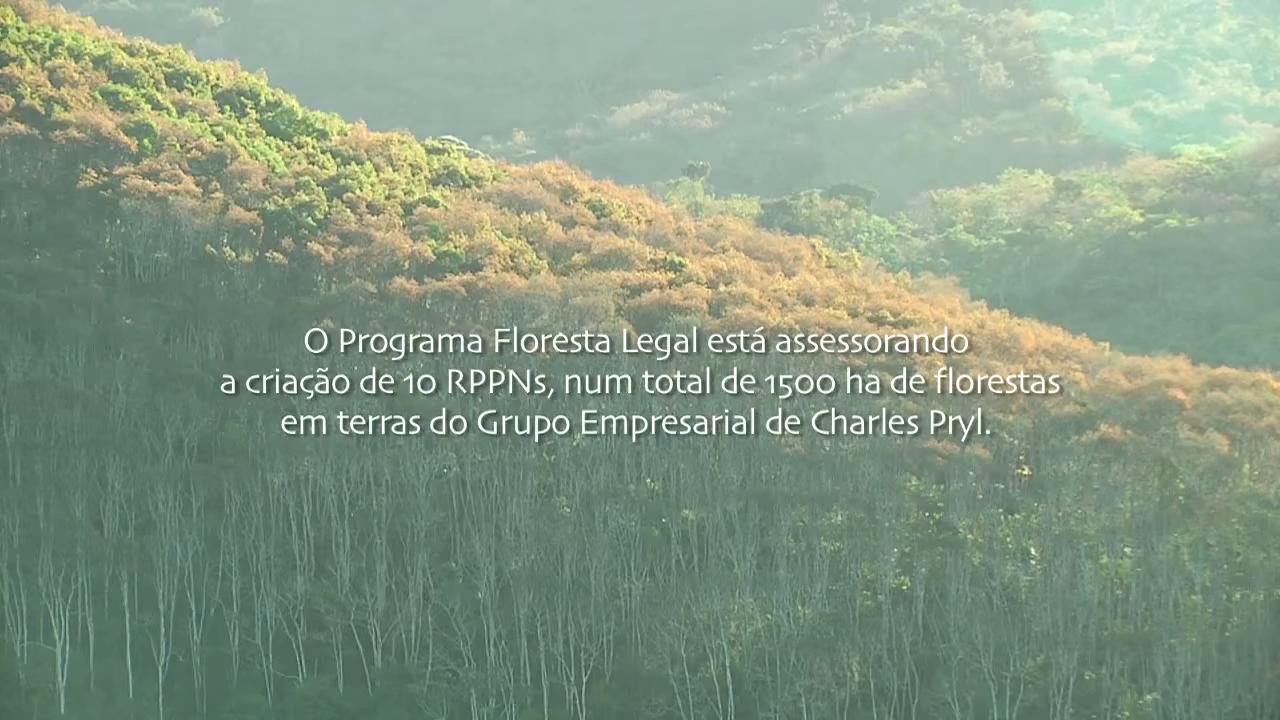 O Programa Floresta Legal está assessorando
a criação de 10 RPPNs, num total de 1500 ha de florestas
em terras do Grupo Empresarial de Charles Pryl.